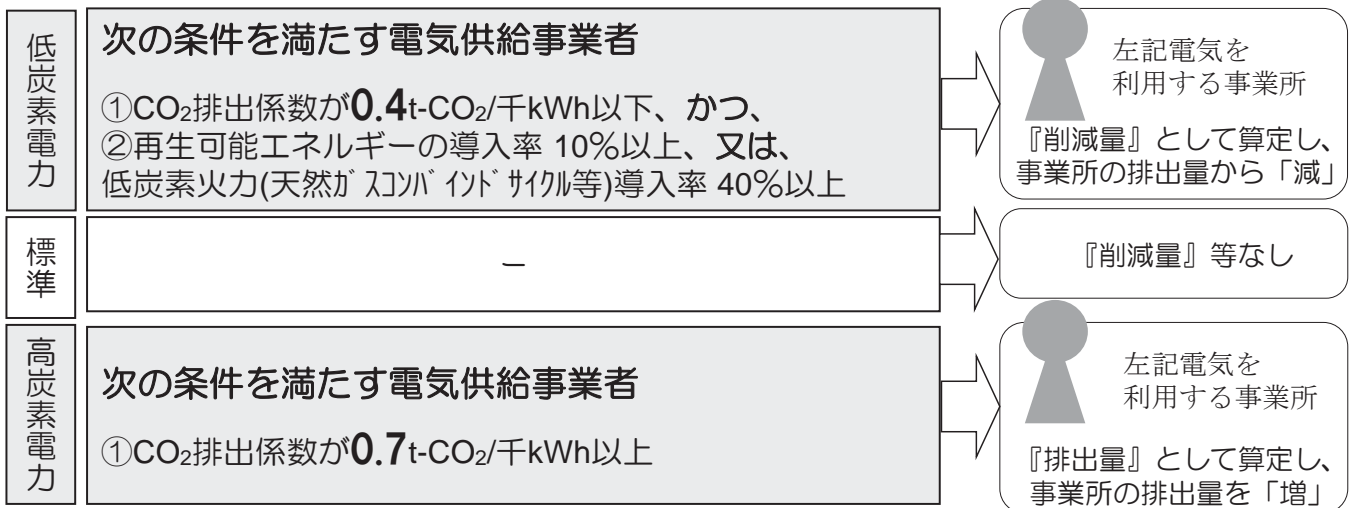 低炭素電力
次の条件を満たす電気供給事業者
①CO₂排出係数が0.4t-CO₂/千kWh以下、かつ、
②再生可能エネルギーの導入率 10%以上、又は、
低炭素火力(天然ガスコンバインドサイクル等)導入率 40%以上
左記電気を
利用する事業所
『削減量』として算定し、
事業所の排出量から「減」
標準
－
『削減量』等なし
高炭素電力
次の条件を満たす電気供給事業者
①CO₂排出係数が0.7t-CO₂/千kWh以上
左記電気を
利用する事業所
『排出量』として算定し、
事業所の排出量を「増」